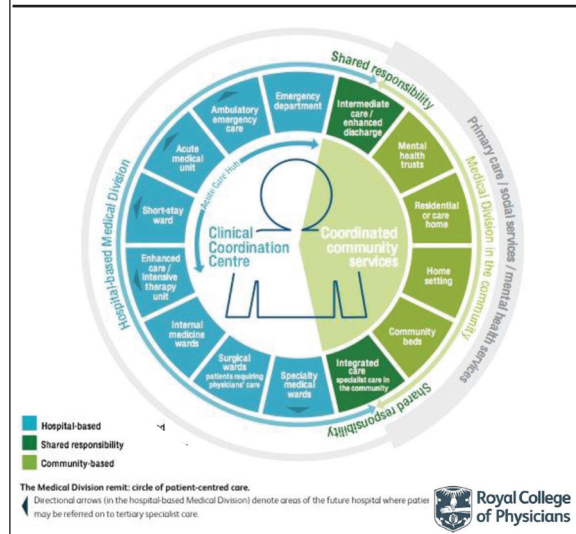 Shared responsibility
Primary care / social services / mental health services
Medical Division in the community
Hospital-based Medical Division
Emergency
department
Intermediate
care /
enhanced
discharge
Mental
health
trusts
Residential
or care
home
Home
setting
Community
beds
Integrated
care
specialist care in
the community
Specialty
medical
wards
Surgical
wards
patients requiring
physicians' care
Internal
medicine
wards
Enhanced
care /
intensive
therapy
unit
Short-stay
ward
Acute
medical
unit
Ambulatory
emergency
care
Acute Care Hub
Clinical
Coordination
Centre
Coordinated
community
services
Shared responsibility
Hospital-based
Shared responsibility
Community-based
The Medical Division remit: circle of patient-centred care.
Directional arrows (in the hospital-based Medical Division) denote areas of the future hospital where
may be referred on to tertiary specialist care.
Royal College
of Physicians